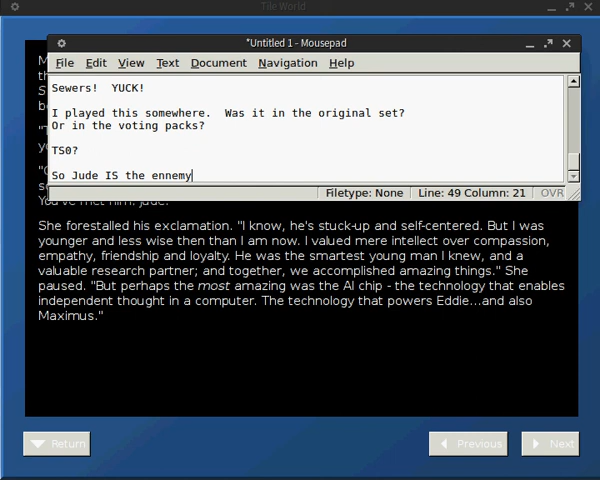 Tile World
*Untitled 1 - Mousepad
File Edit View Text Document Navigation Help
Sewers! YUCK!
I played this somewhere. Was it in the original set?
Or in the voting packs?
TS0?
So Jude IS the ennemy
Filetype: None Line: 49 Column: 21 OVR
She forestalled his exclamation. "I know, he's stuck-up and self-centered. But I was
younger and less wise then than I am now. I valued mere intellect over compassion,
empathy, friendship and loyalty. He was the smartest young man I knew, and a
valuable research partner; and together, we accomplished amazing things." She
paused. "But perhaps the most amazing was the AI chip - the technology that enables
independent thought in a computer. The technology that powers Eddie...and also
Maximus."
Return Previous Next